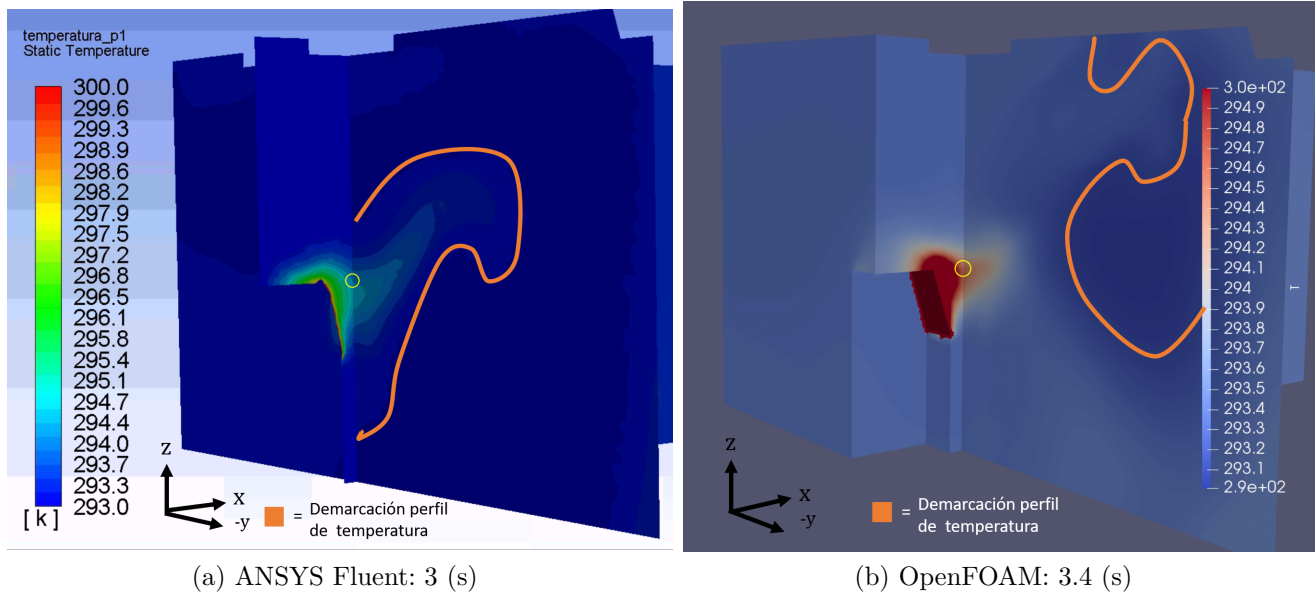 temperatura_p1
Static Temperature
300.0
299.6
299.3
298.9
298.6
298.2
297.9
297.5
297.2
296.8
296.5
296.1
295.8
295.4
295.1
294.7
294.4
294.0
293.7
293.3
293.0
[ k ]
z
x
-y
= Demarcación perfil
de temperatura
(a) ANSYS Fluent: 3 (s)
3.0e+02
294.9
294.8
294.7
294.6
294.5
294.4
294.3
294.2
294.1
294
293.9
293.8
293.7
293.6
293.5
293.4
293.3
293.2
293.1
2.9e+02
T
z
x
-y
= Demarcación perfil
de temperatura
(b) OpenFOAM: 3.4 (s)